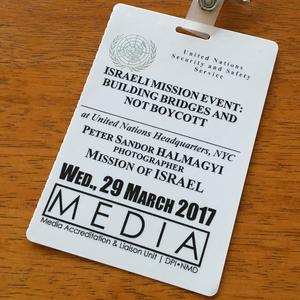 United Nations
Security and Safety
Service
ISRAELI MISSION EVENT:
BUILDING BRIDGES AND
NOT BOYCOTT
at United Nations Headquarters, NYC
PETER SANDOR HALMAGYI
PHOTOGRAPHER
MISSION OF ISRAEL
WED., 29 MARCH 2017
MEDIA
Media Accreditation & Liaison Unit | DPI•NMD